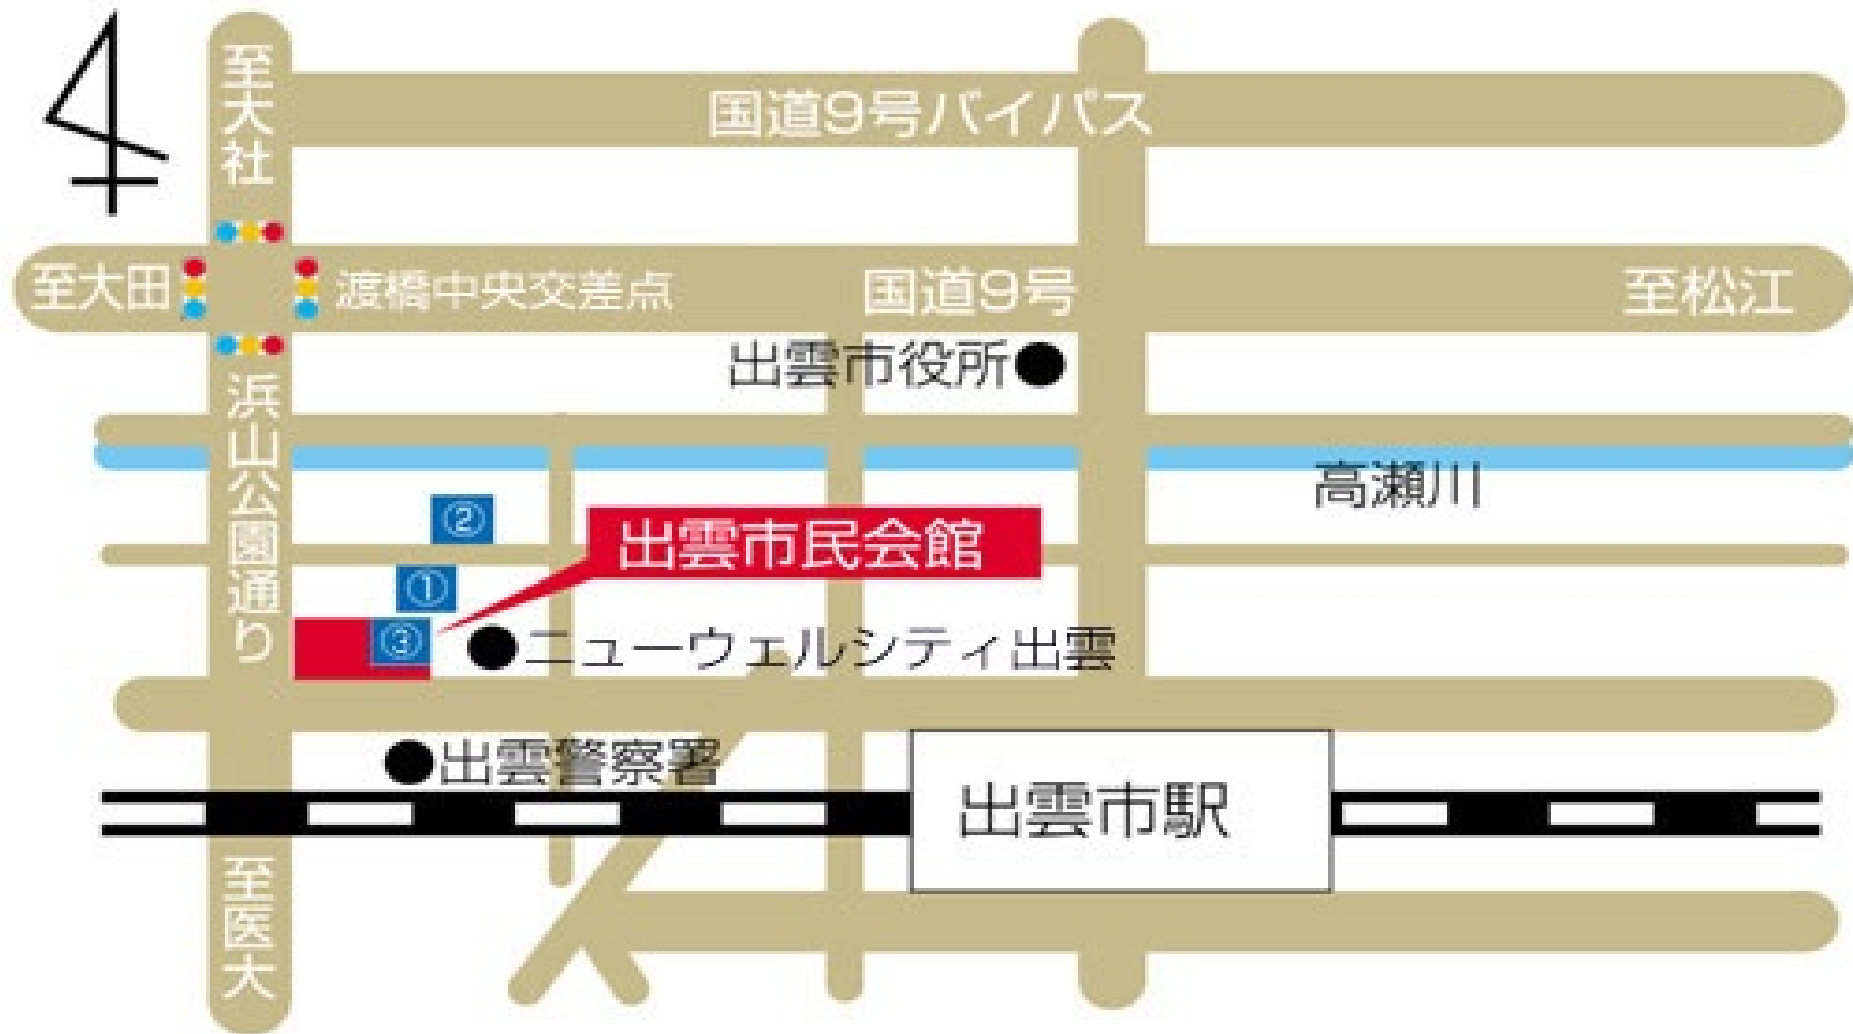 至大社
国道9号バイパス
至大田
渡橋中央交差点
国道9号
至松江
出雲市役所
浜山公園通り
高瀬川
②
出雲市民会館
①
③
ニューウェルシティ出雲
出雲警察署
出雲市駅
至医大